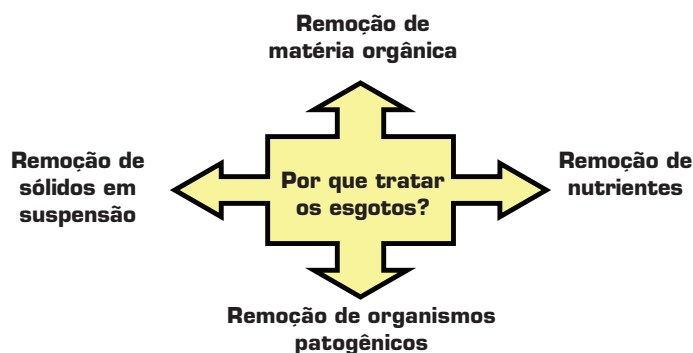 Remoção de
matéria orgânica
Remoção de
sólidos em
suspensão
Por que tratar
os esgotos?
Remoção de
nutrientes
Remoção de organismos
patogênicos